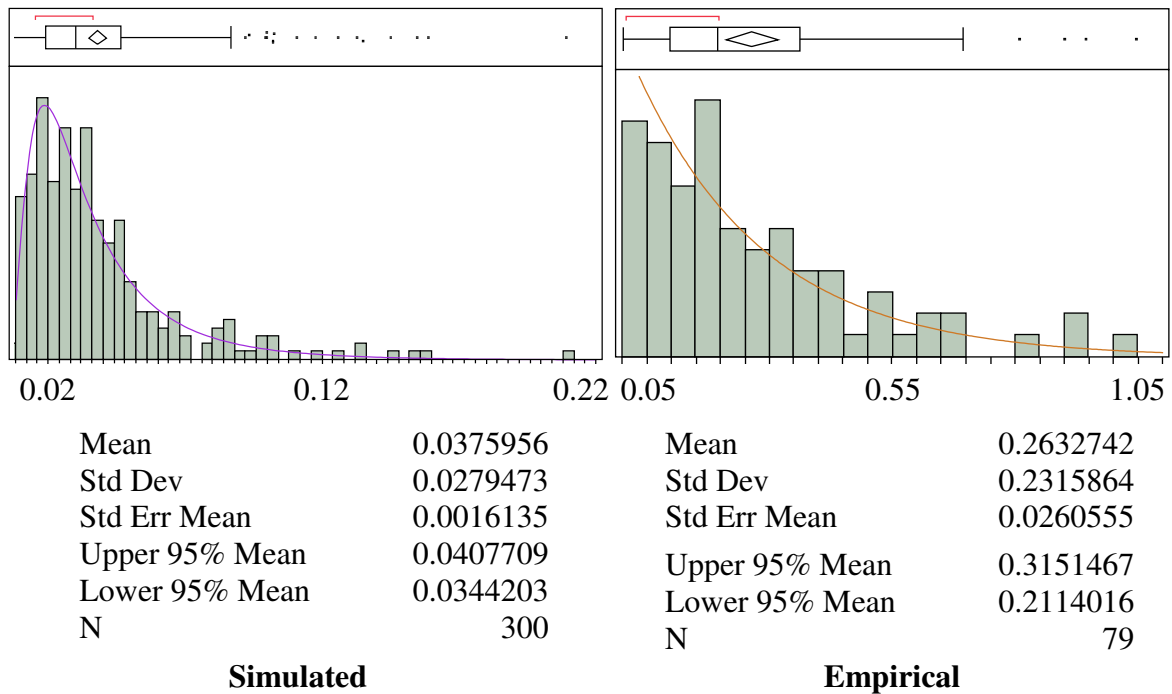 0.02 0.12 0.22
Mean 0.0375956
Std Dev 0.0279473
Std Err Mean 0.0016135
Upper 95% Mean 0.0407709
Lower 95% Mean 0.0344203
N 300
Simulated
0.05 0.55 1.05
Mean 0.2632742
Std Dev 0.2315864
Std Err Mean 0.0260555
Upper 95% Mean 0.3151467
Lower 95% Mean 0.2114016
N 79
Empirical